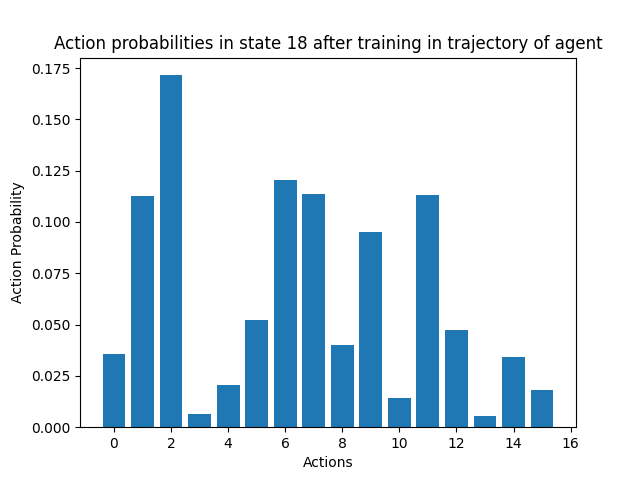 Action probabilities in state 18 after training in trajectory of agent
0.175
0.150
0.125
0.100
0.075
0.050
0.025
0.000
Action Probability
0 2 4 6 8 10 12 14 16
Actions